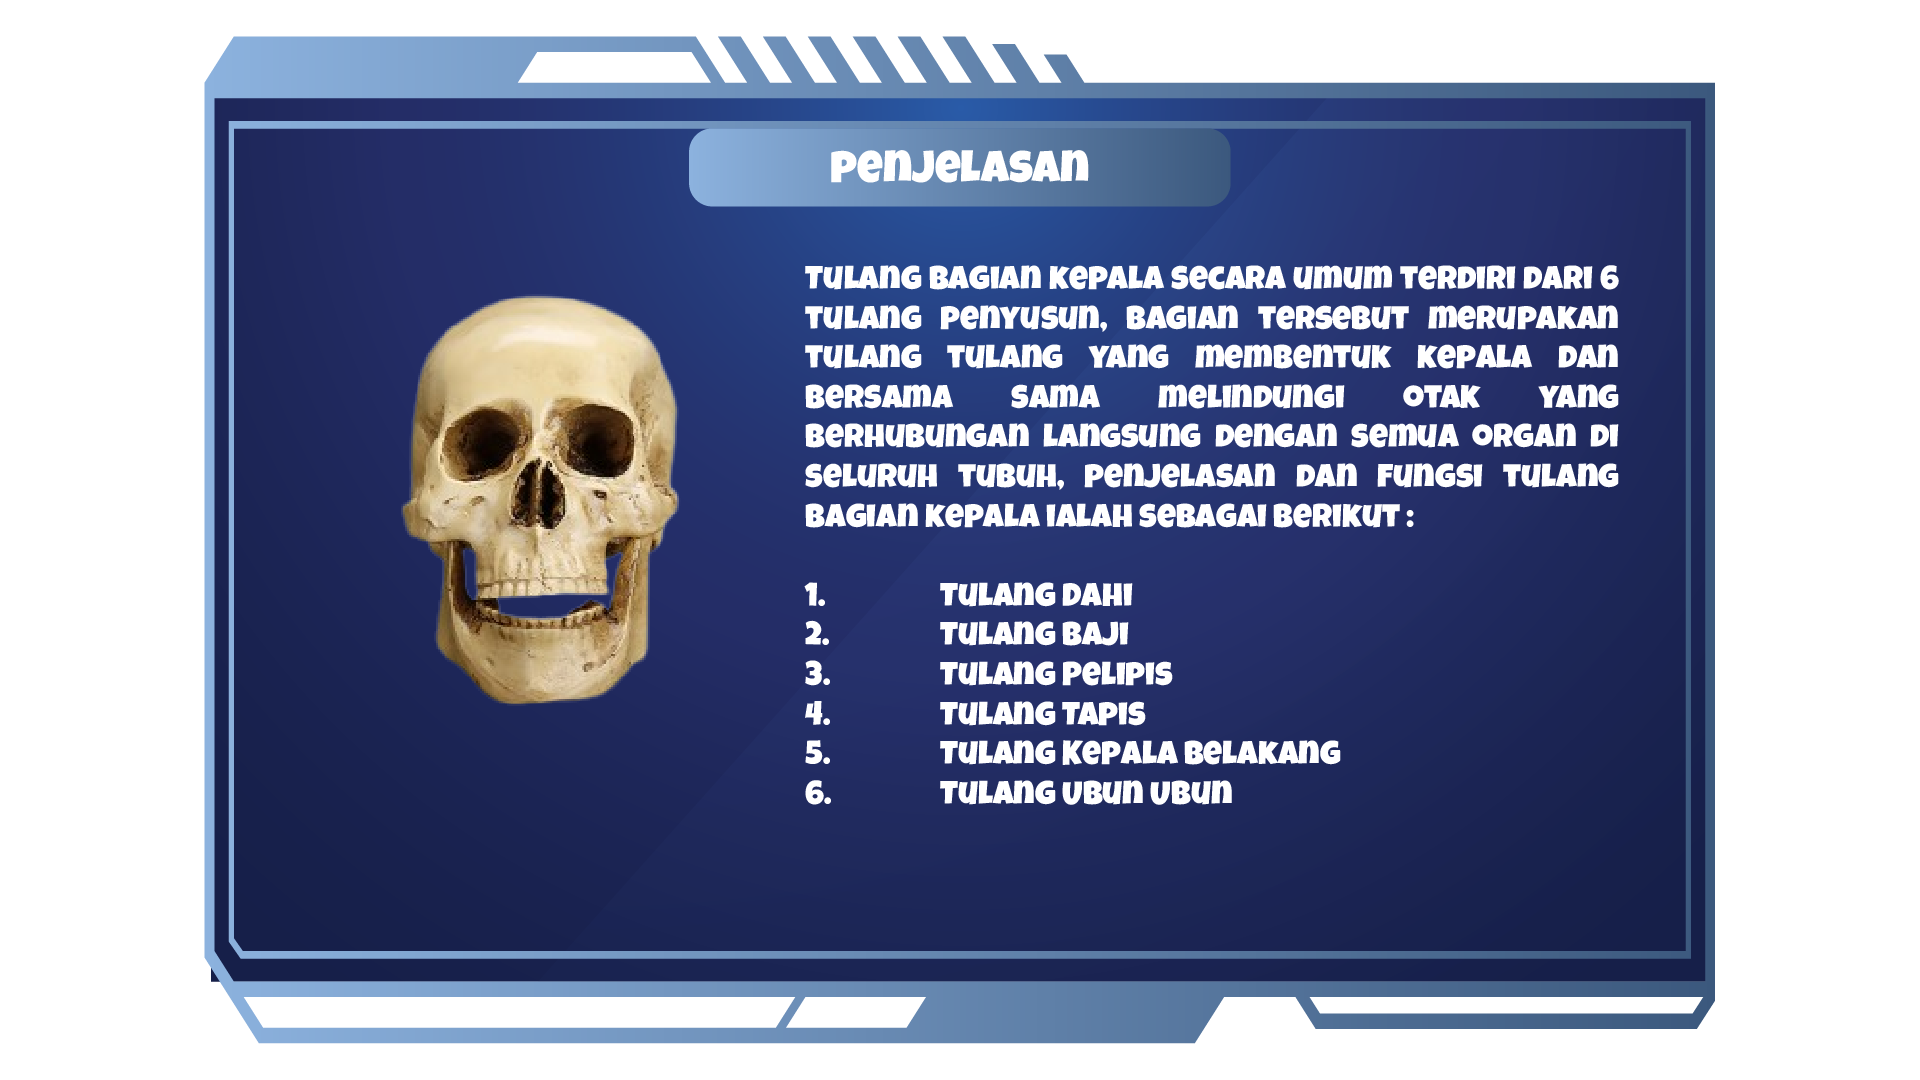 PENJELASAN
TULANG BAGIAN KEPALA SECARA UMUM TERDIRI DARI 6
TULANG PENYUSUN, BAGIAN TERSEBUT MERUPAKAN
TULANG TULANG YANG MEMBENTUK KEPALA DAN
BERSAMA SAMA MELINDUNGI OTAK YANG
BERHUBUNGAN LANGSUNG DENGAN SEMUA ORGAN DI
SELURUH TUBUH, PENJELASAN DAN FUNGSI TULANG
BAGIAN KEPALA IALAH SEBAGAI BERIKUT :
1. TULANG DAHI
2. TULANG BAJI
3. TULANG PELIPIS
4. TULANG TAPIS
5. TULANG KEPALA BELAKANG
6. TULANG UBUN UBUN